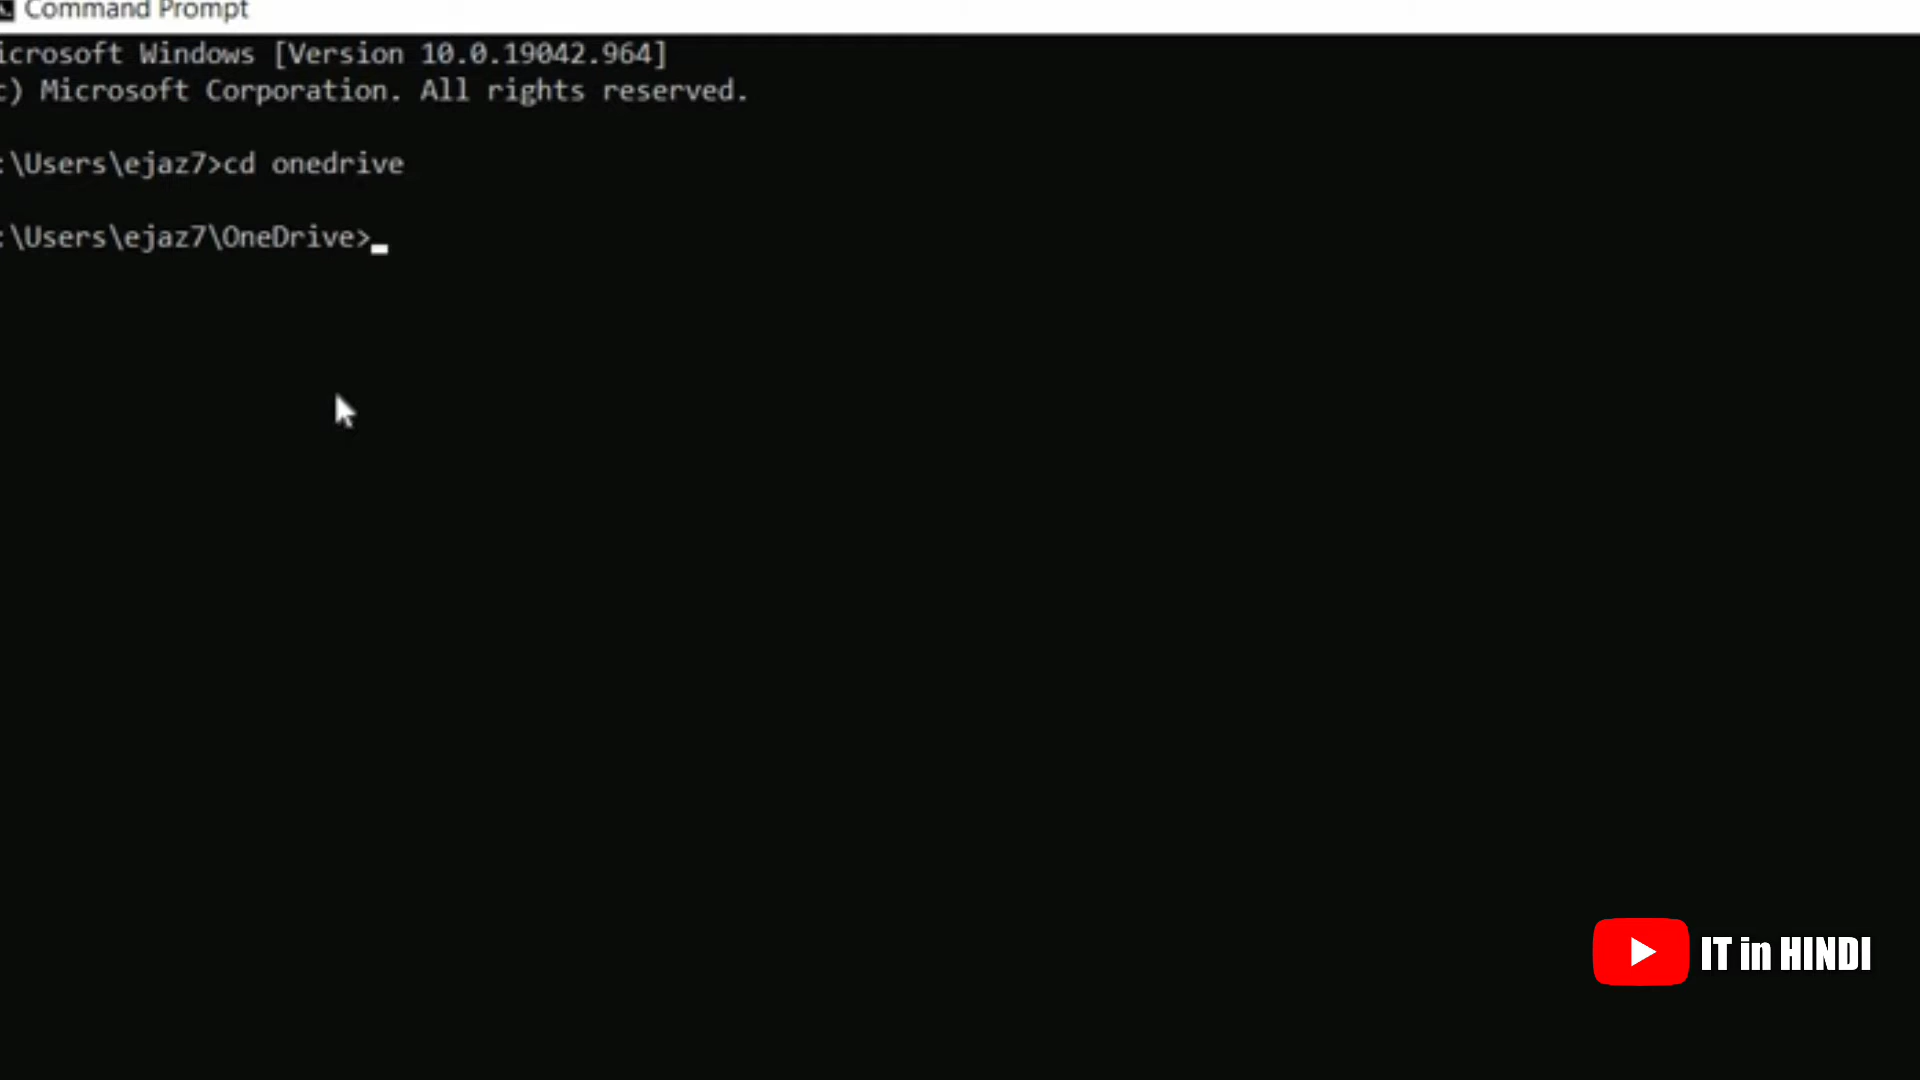 Command Prompt
icrosoft Windows [Version 10.0.19042.964]
c) Microsoft Corporation. All rights reserved.
:\Users\ejaz7>cd onedrive
:\Users\ejaz7\OneDrive>
IT in HINDI